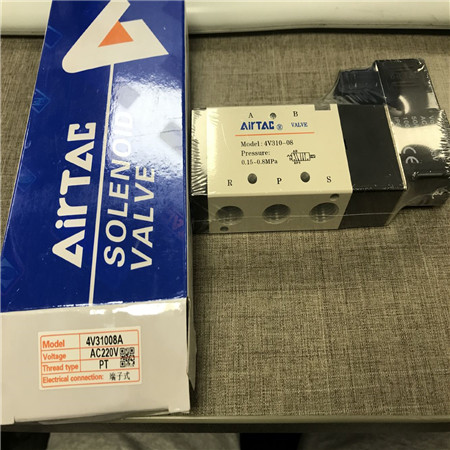 AirTAC
SOLENOID
VALVE
Model 4V31008A
Voltage AC220V
Thread type PT
Electrical connection: 端子式
A B
AirTAC ® VALVE
Model: 4V310-08
Pressure:
0.15-0.8MPa
R P S
CE